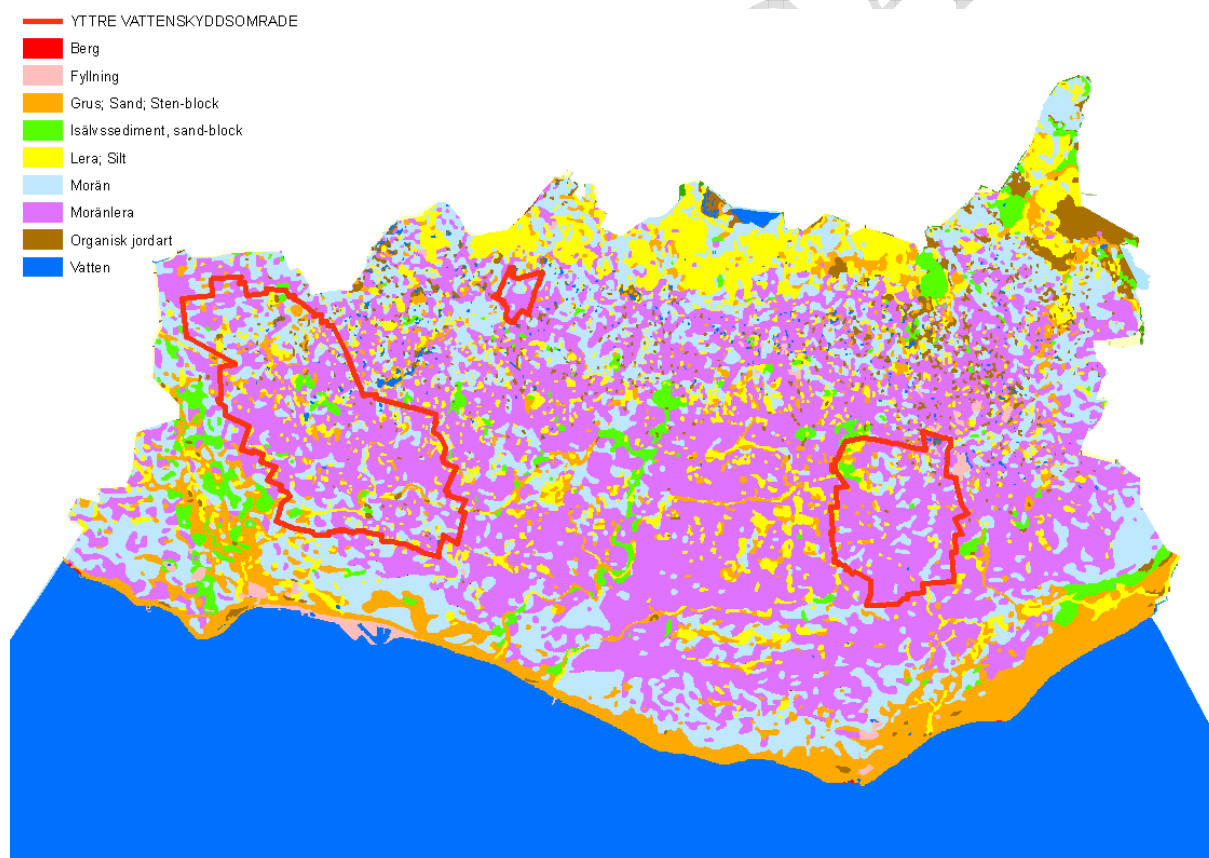 YTTRE VATTENSKYDDSOMRADE
Berg
Fyllning
Grus; Sand; Sten-block
Isälvssediment, sand-block
Lera; Silt
Morän
Moränlera
Organisk jordart
Vatten